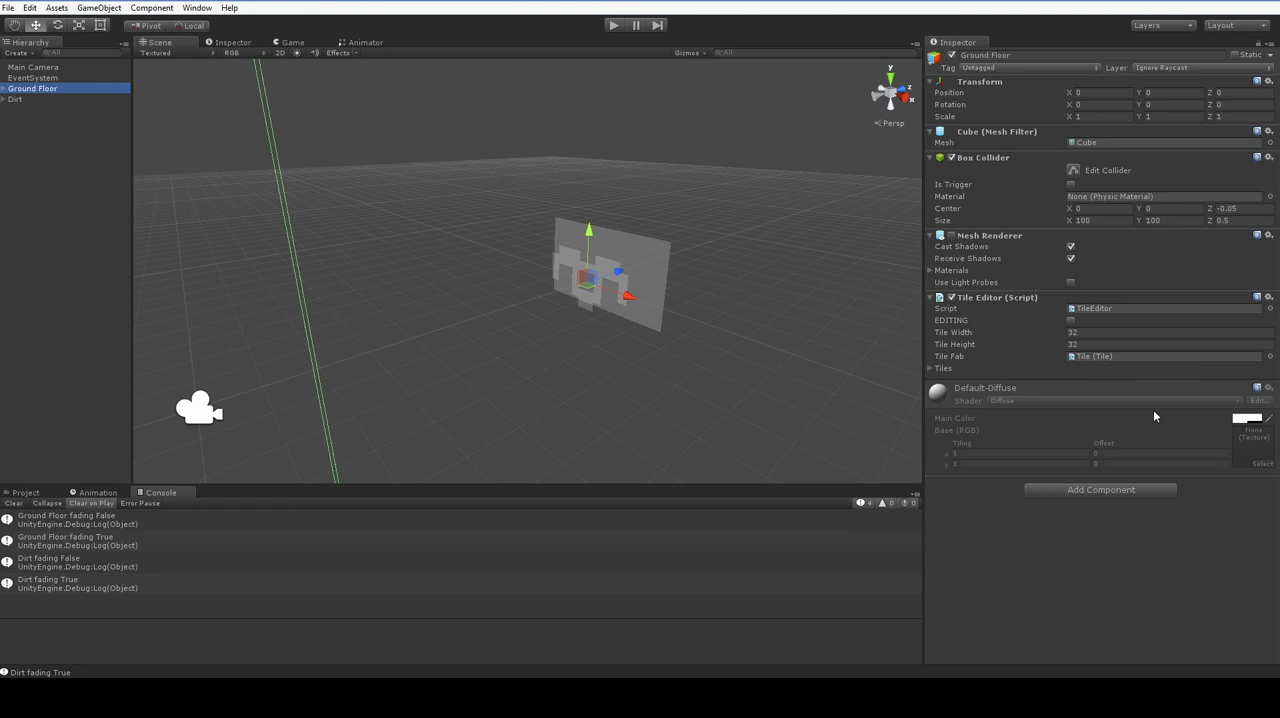 File Edit Assets GameObject Component Window Help
Pivot Local Layers Layout
Hierarchy Scene Inspector Game Animator Inspector
Create All Textured RGB 2D Effects Gizmos All
Ground Floor Static
Main Camera
EventSystem
Ground Floor
Dirt
Tag Untagged Layer Ignore Raycast
Transform
Position X 0 Y 0 Z 0
Rotation X 0 Y 0 Z 0
Scale X 1 Y 1 Z 1
y
z
x
Persp
Cube (Mesh Filter)
Mesh Cube
Box Collider
Edit Collider
Is Trigger
Material None (Physic Material)
Center X 0 Y 0 Z -0.05
Size X 100 Y 100 Z 0.5
Mesh Renderer
Cast Shadows
Receive Shadows
Materials
Use Light Probes
Tile Editor (Script)
Script TileEditor
EDITING
Tile Width 32
Tile Height 32
Tile Fab Tile (Tile)
Tiles
Default-Diffuse
Shader Diffuse Edit...
Main Color
Base (RGB) None
(Texture)
Tiling Offset
x 1 0
y 1 0 Select
Add Component
Project Animation Console
Clear Collapse Clear on Play Error Pause 4 0 0
Ground Floor fading False
UnityEngine.Debug:Log(Object)
Ground Floor fading True
UnityEngine.Debug:Log(Object)
Dirt fading False
UnityEngine.Debug:Log(Object)
Dirt fading True
UnityEngine.Debug:Log(Object)
Dirt fading True